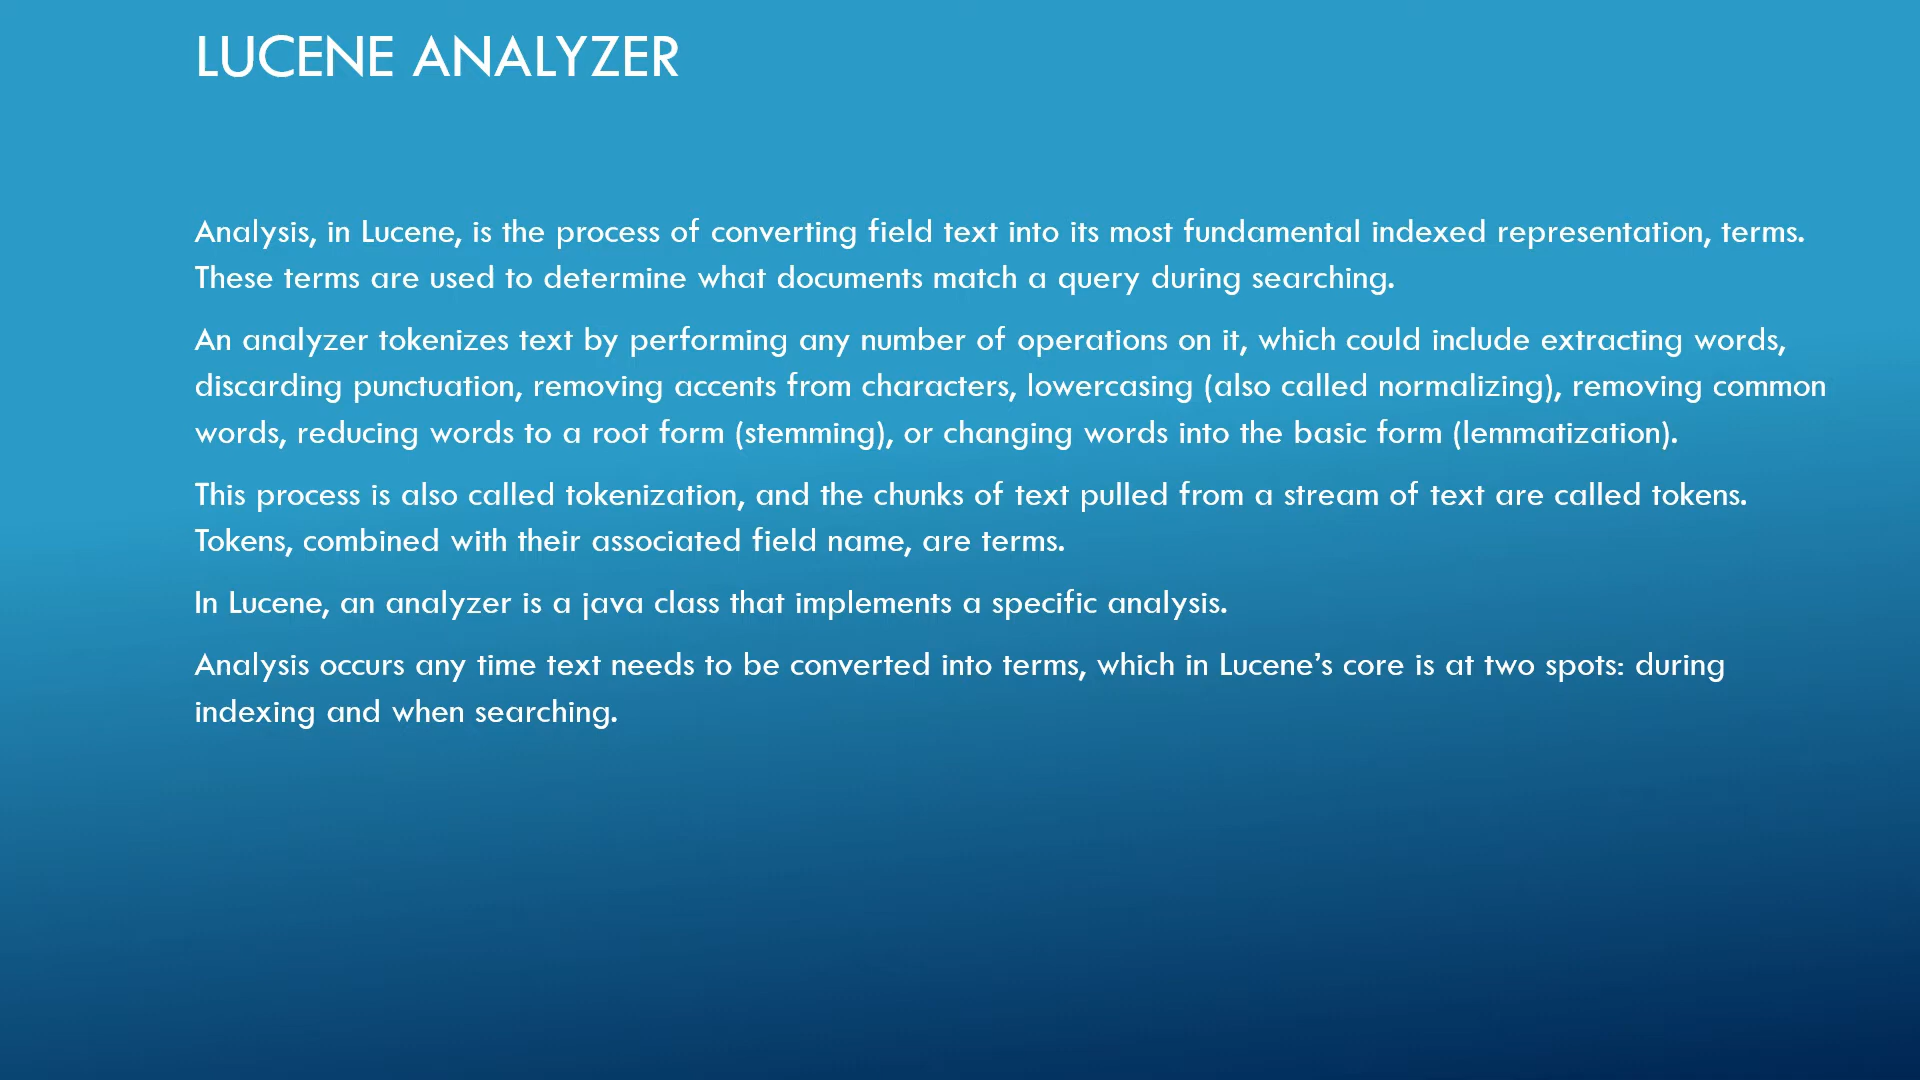 LUCENE ANALYZER
Analysis, in Lucene, is the process of converting field text into its most fundamental indexed representation, terms.
These terms are used to determine what documents match a query during searching.
An analyzer tokenizes text by performing any number of operations on it, which could include extracting words,
discarding punctuation, removing accents from characters, lowercasing (also called normalizing), removing common
words, reducing words to a root form (stemming), or changing words into the basic form (lemmatization).
This process is also called tokenization, and the chunks of text pulled from a stream of text are called tokens.
Tokens, combined with their associated field name, are terms.
In Lucene, an analyzer is a java class that implements a specific analysis.
Analysis occurs any time text needs to be converted into terms, which in Lucene’s core is at two spots: during
indexing and when searching.